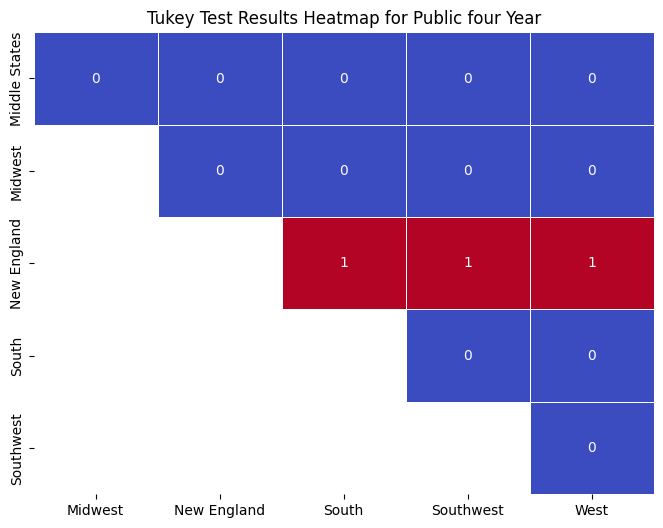 Tukey Test Results Heatmap for Public four Year
Middle States
0 0 0 0 0
Midwest
0 0 0 0
New England
1 1 1
South
0 0
Southwest
0
Midwest New England South Southwest West